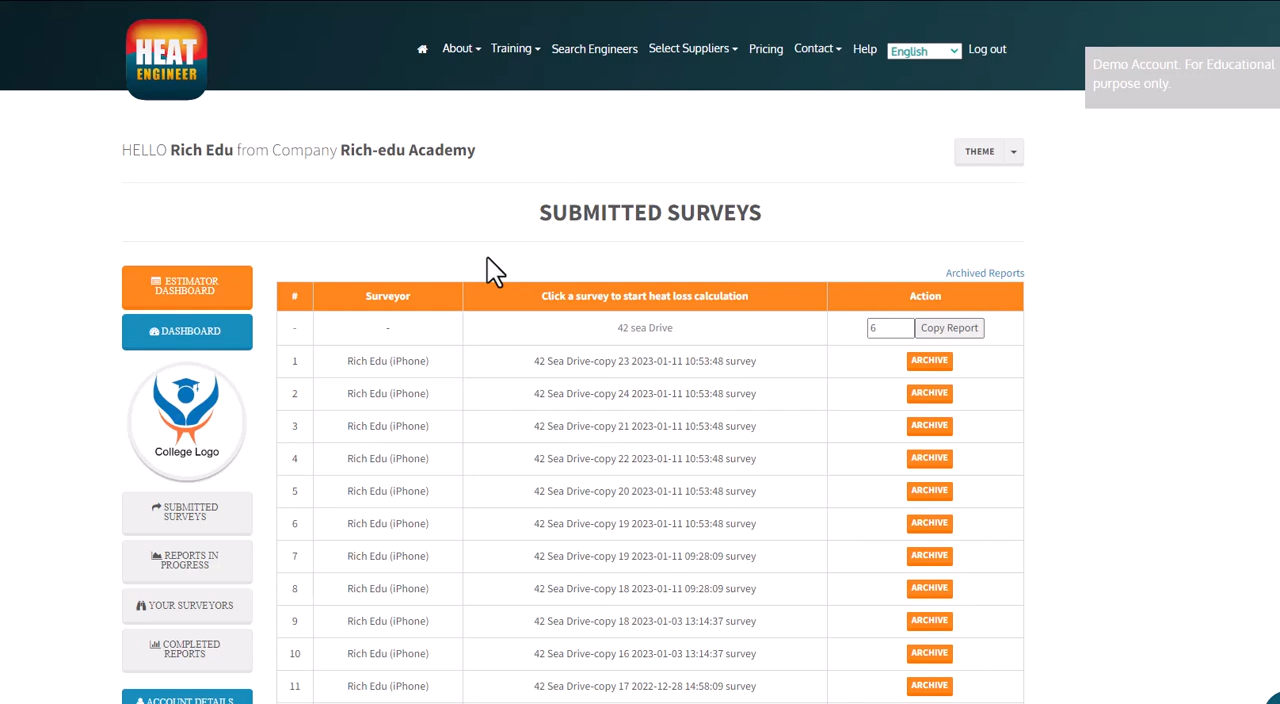 HEAT
ENGINEER
About
Training
Search Engineers
Select Suppliers
Pricing
Contact
Help
English
Log out
Demo Account. For Educational
purpose only.
HELLO Rich Edu from Company Rich-edu Academy
THEME
SUBMITTED SURVEYS
ESTIMATOR
DASHBOARD
DASHBOARD
College Logo
SUBMITTED
SURVEYS
REPORTS IN
PROGRESS
YOUR SURVEYORS
COMPLETED
REPORTS
ACCOUNT DETAILS
Archived Reports
# Surveyor Click a survey to start heat loss calculation Action
- - 42 sea Drive 6 Copy Report
1 Rich Edu (iPhone) 42 Sea Drive-copy 23 2023-01-11 10:53:48 survey ARCHIVE
2 Rich Edu (iPhone) 42 Sea Drive-copy 24 2023-01-11 10:53:48 survey ARCHIVE
3 Rich Edu (iPhone) 42 Sea Drive-copy 21 2023-01-11 10:53:48 survey ARCHIVE
4 Rich Edu (iPhone) 42 Sea Drive-copy 22 2023-01-11 10:53:48 survey ARCHIVE
5 Rich Edu (iPhone) 42 Sea Drive-copy 20 2023-01-11 10:53:48 survey ARCHIVE
6 Rich Edu (iPhone) 42 Sea Drive-copy 19 2023-01-11 10:53:48 survey ARCHIVE
7 Rich Edu (iPhone) 42 Sea Drive-copy 19 2023-01-11 09:28:09 survey ARCHIVE
8 Rich Edu (iPhone) 42 Sea Drive-copy 18 2023-01-11 09:28:09 survey ARCHIVE
9 Rich Edu (iPhone) 42 Sea Drive-copy 18 2023-01-03 13:14:37 survey ARCHIVE
10 Rich Edu (iPhone) 42 Sea Drive-copy 16 2023-01-03 13:14:37 survey ARCHIVE
11 Rich Edu (iPhone) 42 Sea Drive-copy 17 2022-12-28 14:58:09 survey ARCHIVE